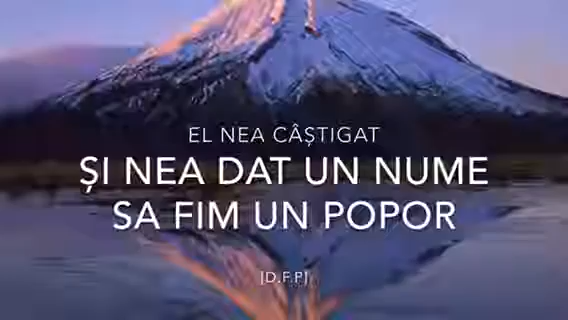 EL NEA CÂȘTIGAT
ȘI NEA DAT UN NUME
SA FIM UN POPOR
[D.F.P]